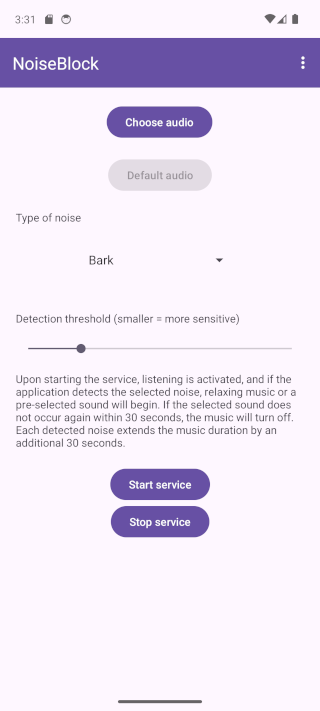 3:31
NoiseBlock
Choose audio
Default audio
Type of noise
Bark
Detection threshold (smaller = more sensitive)
Upon starting the service, listening is activated, and if the
application detects the selected noise, relaxing music or a
pre-selected sound will begin. If the selected sound does
not occur again within 30 seconds, the music will turn off.
Each detected noise extends the music duration by an
additional 30 seconds.
Start service
Stop service